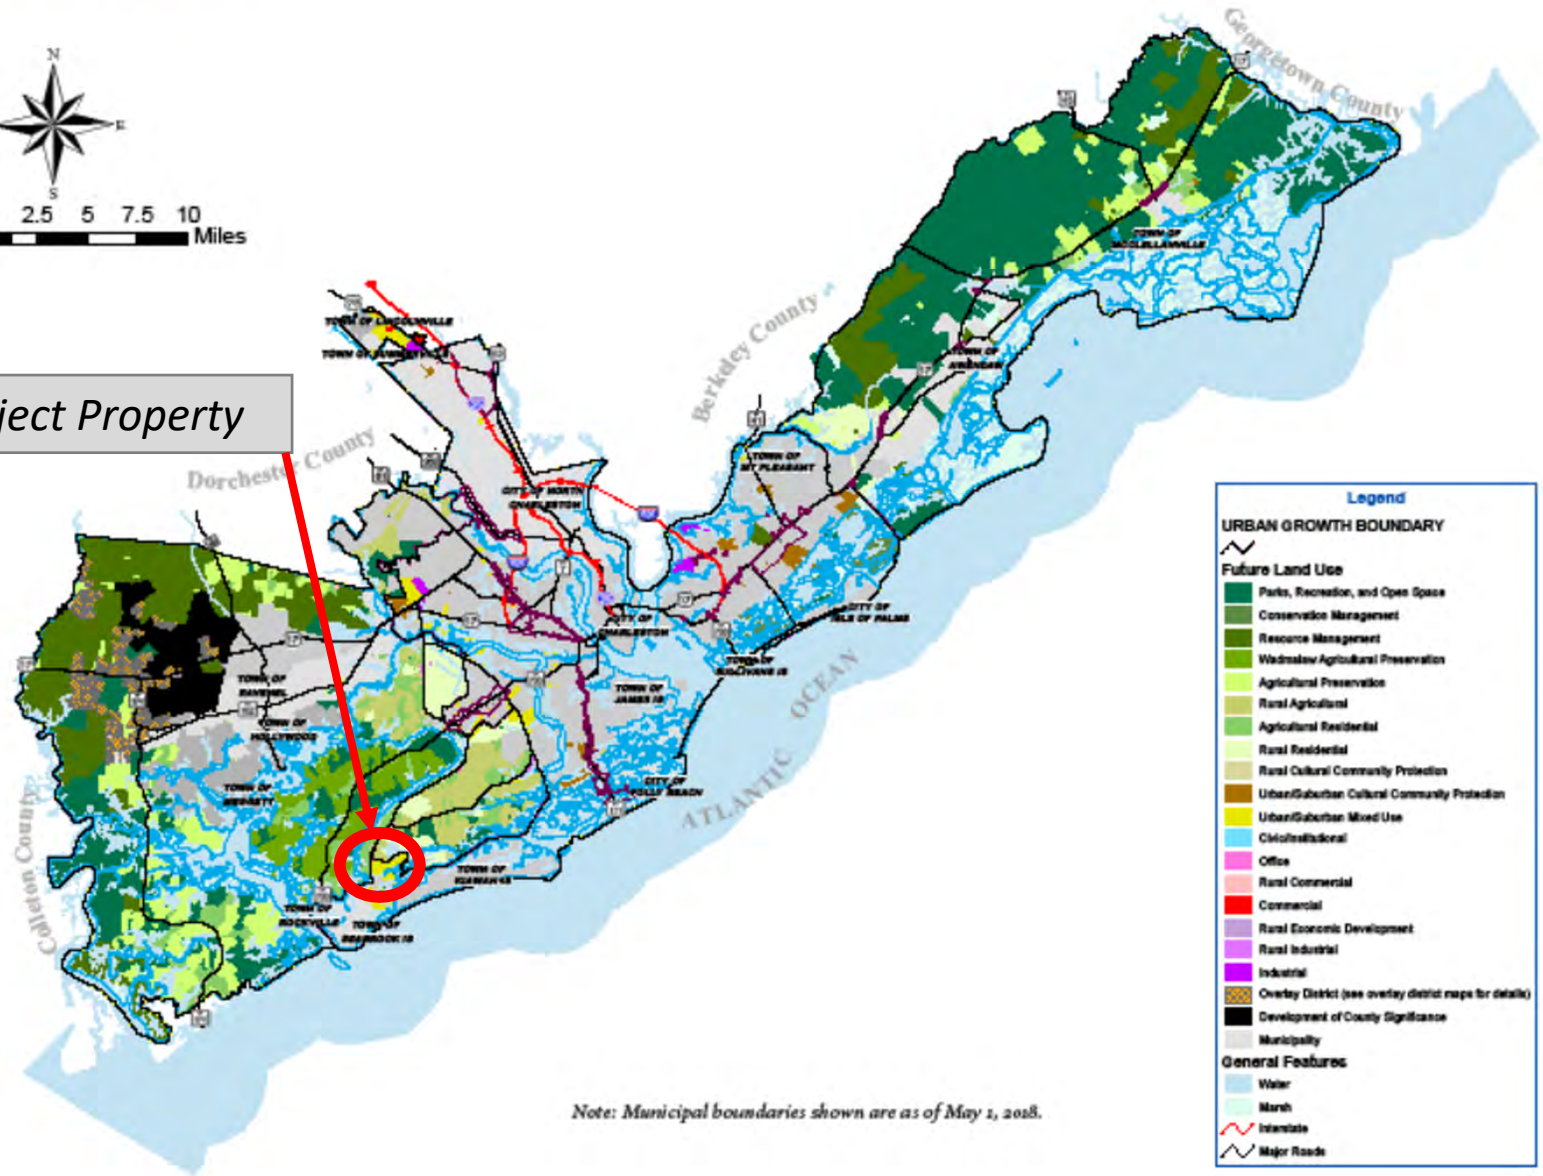 N
E
S
2.5 5 7.5 10
Miles
ject Property
Georgetown County
Berkeley County
Dorchester County
Colleton County
ATLANTIC OCEAN
TOWN OF LINCOLNVILLE
TOWN OF SUMMERVILLE
TOWN OF
MCCLELLANVILLE
TOWN OF
AWENDAW
TOWN OF
MT PLEASANT
CITY OF NORTH
CHARLESTON
CITY OF
CHARLESTON
CITY OF
ISLE OF PALMS
TOWN OF
SULLIVANS IS
TOWN OF
JAMES IS
CITY OF
FOLLY BEACH
TOWN OF
RAVENEL
TOWN OF
HOLLYWOOD
TOWN OF
MEGGETT
TOWN OF
KIAWAH IS
TOWN OF
ROCKVILLE
TOWN OF
SEABROOK IS
17
17
17
Legend
URBAN GROWTH BOUNDARY
Future Land Use
Parks, Recreation, and Open Space
Conservation Management
Resource Management
Wadmalaw Agricultural Preservation
Agricultural Preservation
Rural Agricultural
Agricultural Residential
Rural Residential
Rural Cultural Community Protection
Urban/Suburban Cultural Community Protection
Urban/Suburban Mixed Use
Civic/Institutional
Office
Rural Commercial
Commercial
Rural Economic Development
Rural Industrial
Industrial
Overlay District (see overlay district maps for details)
Development of County Significance
Municipality
General Features
Water
Marsh
Interstate
Major Roads
Note: Municipal boundaries shown are as of May 1, 2018.